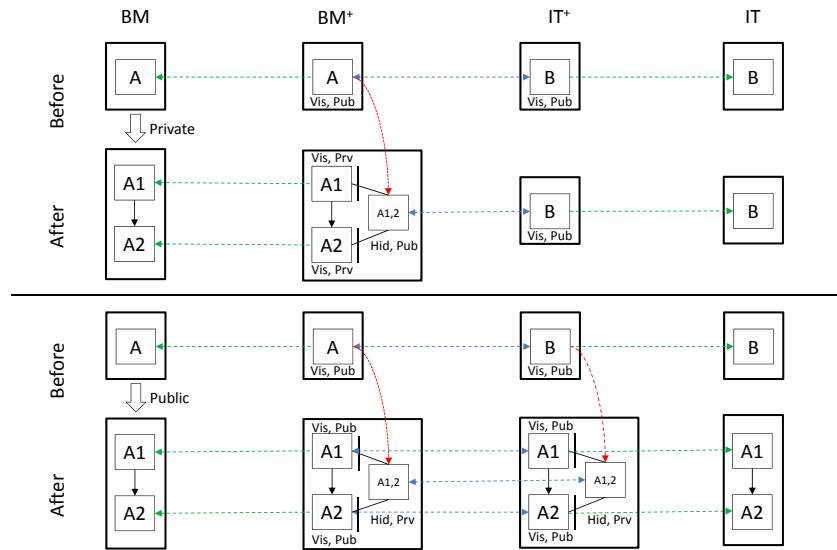 BM BM⁺ IT⁺ IT
Before
A A B B
Vis, Pub Vis, Pub
Private
After
Vis, Prv
A1 A1
A1,2 B B
A2 A2
Hid, Pub Vis, Pub
Vis, Prv
Before
A A B B
Vis, Pub Vis, Pub
Public
After
Vis, Pub Vis, Pub
A1 A1 A1 A1
A1,2 A1,2
A2 A2 A2 A2
Hid, Prv Hid, Prv
Vis, Pub Vis, Pub